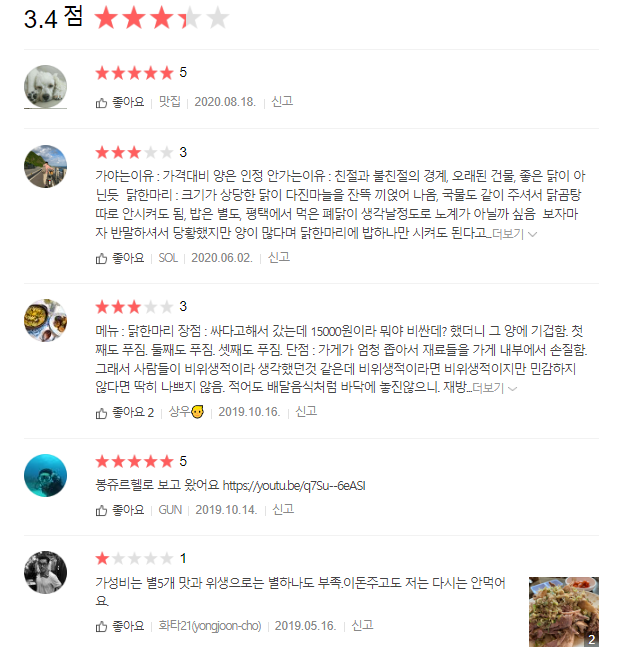 3.4 점
5
좋아요 맛집 2020.08.18. 신고
3
가야는이유 : 가격대비 양은 인정 안가는이유 : 친절과 불친절의 경계, 오래된 건물, 좋은 닭이 아
닌듯 닭한마리 : 크기가 상당한 닭이 다진마늘을 잔뜩 끼얹어 나옴, 국물도 같이 주셔서 닭곰탕
따로 안시켜도 됨, 밥은 별도, 평택에서 먹은 폐닭이 생각날정도로 노계가 아닐까 싶음 보자마
자 반말하셔서 당황했지만 양이 많다며 닭한마리에 밥하나만 시켜도 된다고...더보기
좋아요 SOL 2020.06.02. 신고
3
메뉴 : 닭한마리 장점 : 싸다고해서 갔는데 15000원이라 뭐야 비싼데? 했더니 그 양에 기겁함. 첫
째도 푸짐. 둘째도 푸짐. 셋째도 푸짐. 단점 : 가게가 엄청 좁아서 재료들을 가게 내부에서 손질함.
그래서 사람들이 비위생적이라 생각했던것 같은데 비위생적이라면 비위생적이지만 민감하지
않다면 딱히 나쁘지 않음. 적어도 배달음식처럼 바닥에 놓진않으니. 재방...더보기
좋아요 2 상우 2019.10.16. 신고
5
봉쥬르헬로 보고 왔어요 https://youtu.be/q7Su--6eASI
좋아요 GUN 2019.10.14. 신고
1
가성비는 별5개 맛과 위생으로는 별하나도 부족.이돈주고도 저는 다시는 안먹어
요.
2
좋아요 화타21(yongjoon-cho) 2019.05.16. 신고